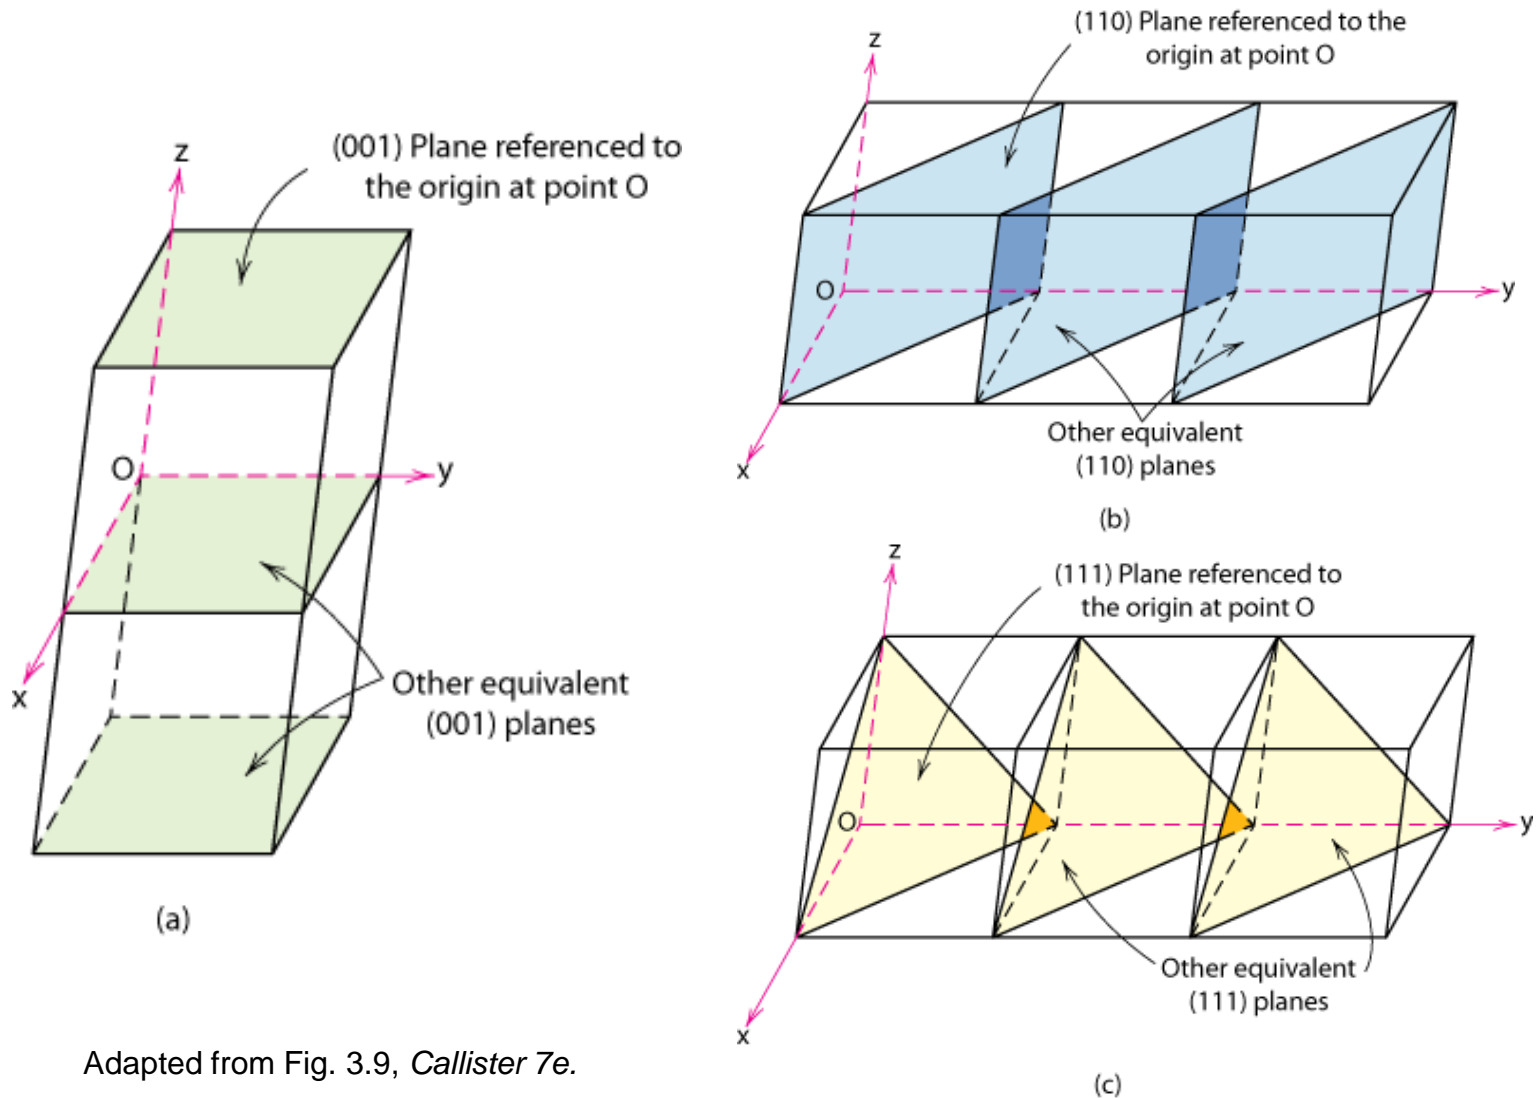 z
(001) Plane referenced to
the origin at point O
O
y
x
Other equivalent
(001) planes
(a)
Adapted from Fig. 3.9, Callister 7e.
(110) Plane referenced to the
origin at point O
z
O
y
x
Other equivalent
(110) planes
(b)
z
(111) Plane referenced to
the origin at point O
O
y
x
Other equivalent
(111) planes
(c)